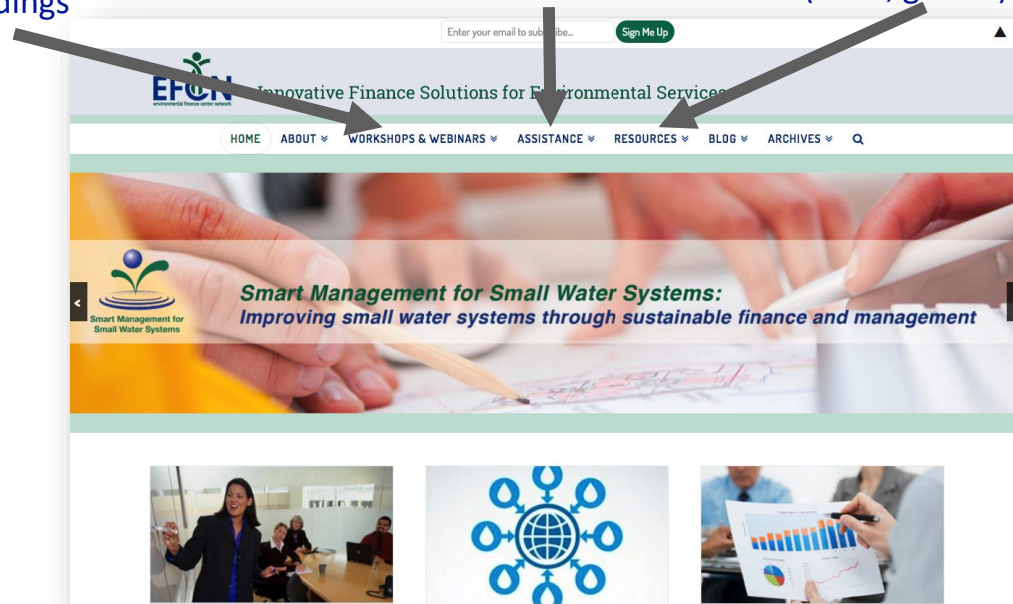 Enter your email to subscribe...
Sign Me Up
EFCN
environmental finance center network
Innovative Finance Solutions for Environmental Services
HOME ABOUT WORKSHOPS & WEBINARS ASSISTANCE RESOURCES BLOG ARCHIVES
Smart Management for Small Water Systems:
Improving small water systems through sustainable finance and management
Smart Management for
Small Water Systems